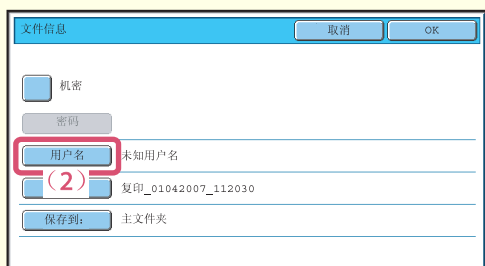 文件信息 取消 OK
机密
密码
用户名 未知用户名
(2) 复印_01042007_112030
保存到: 主文件夹